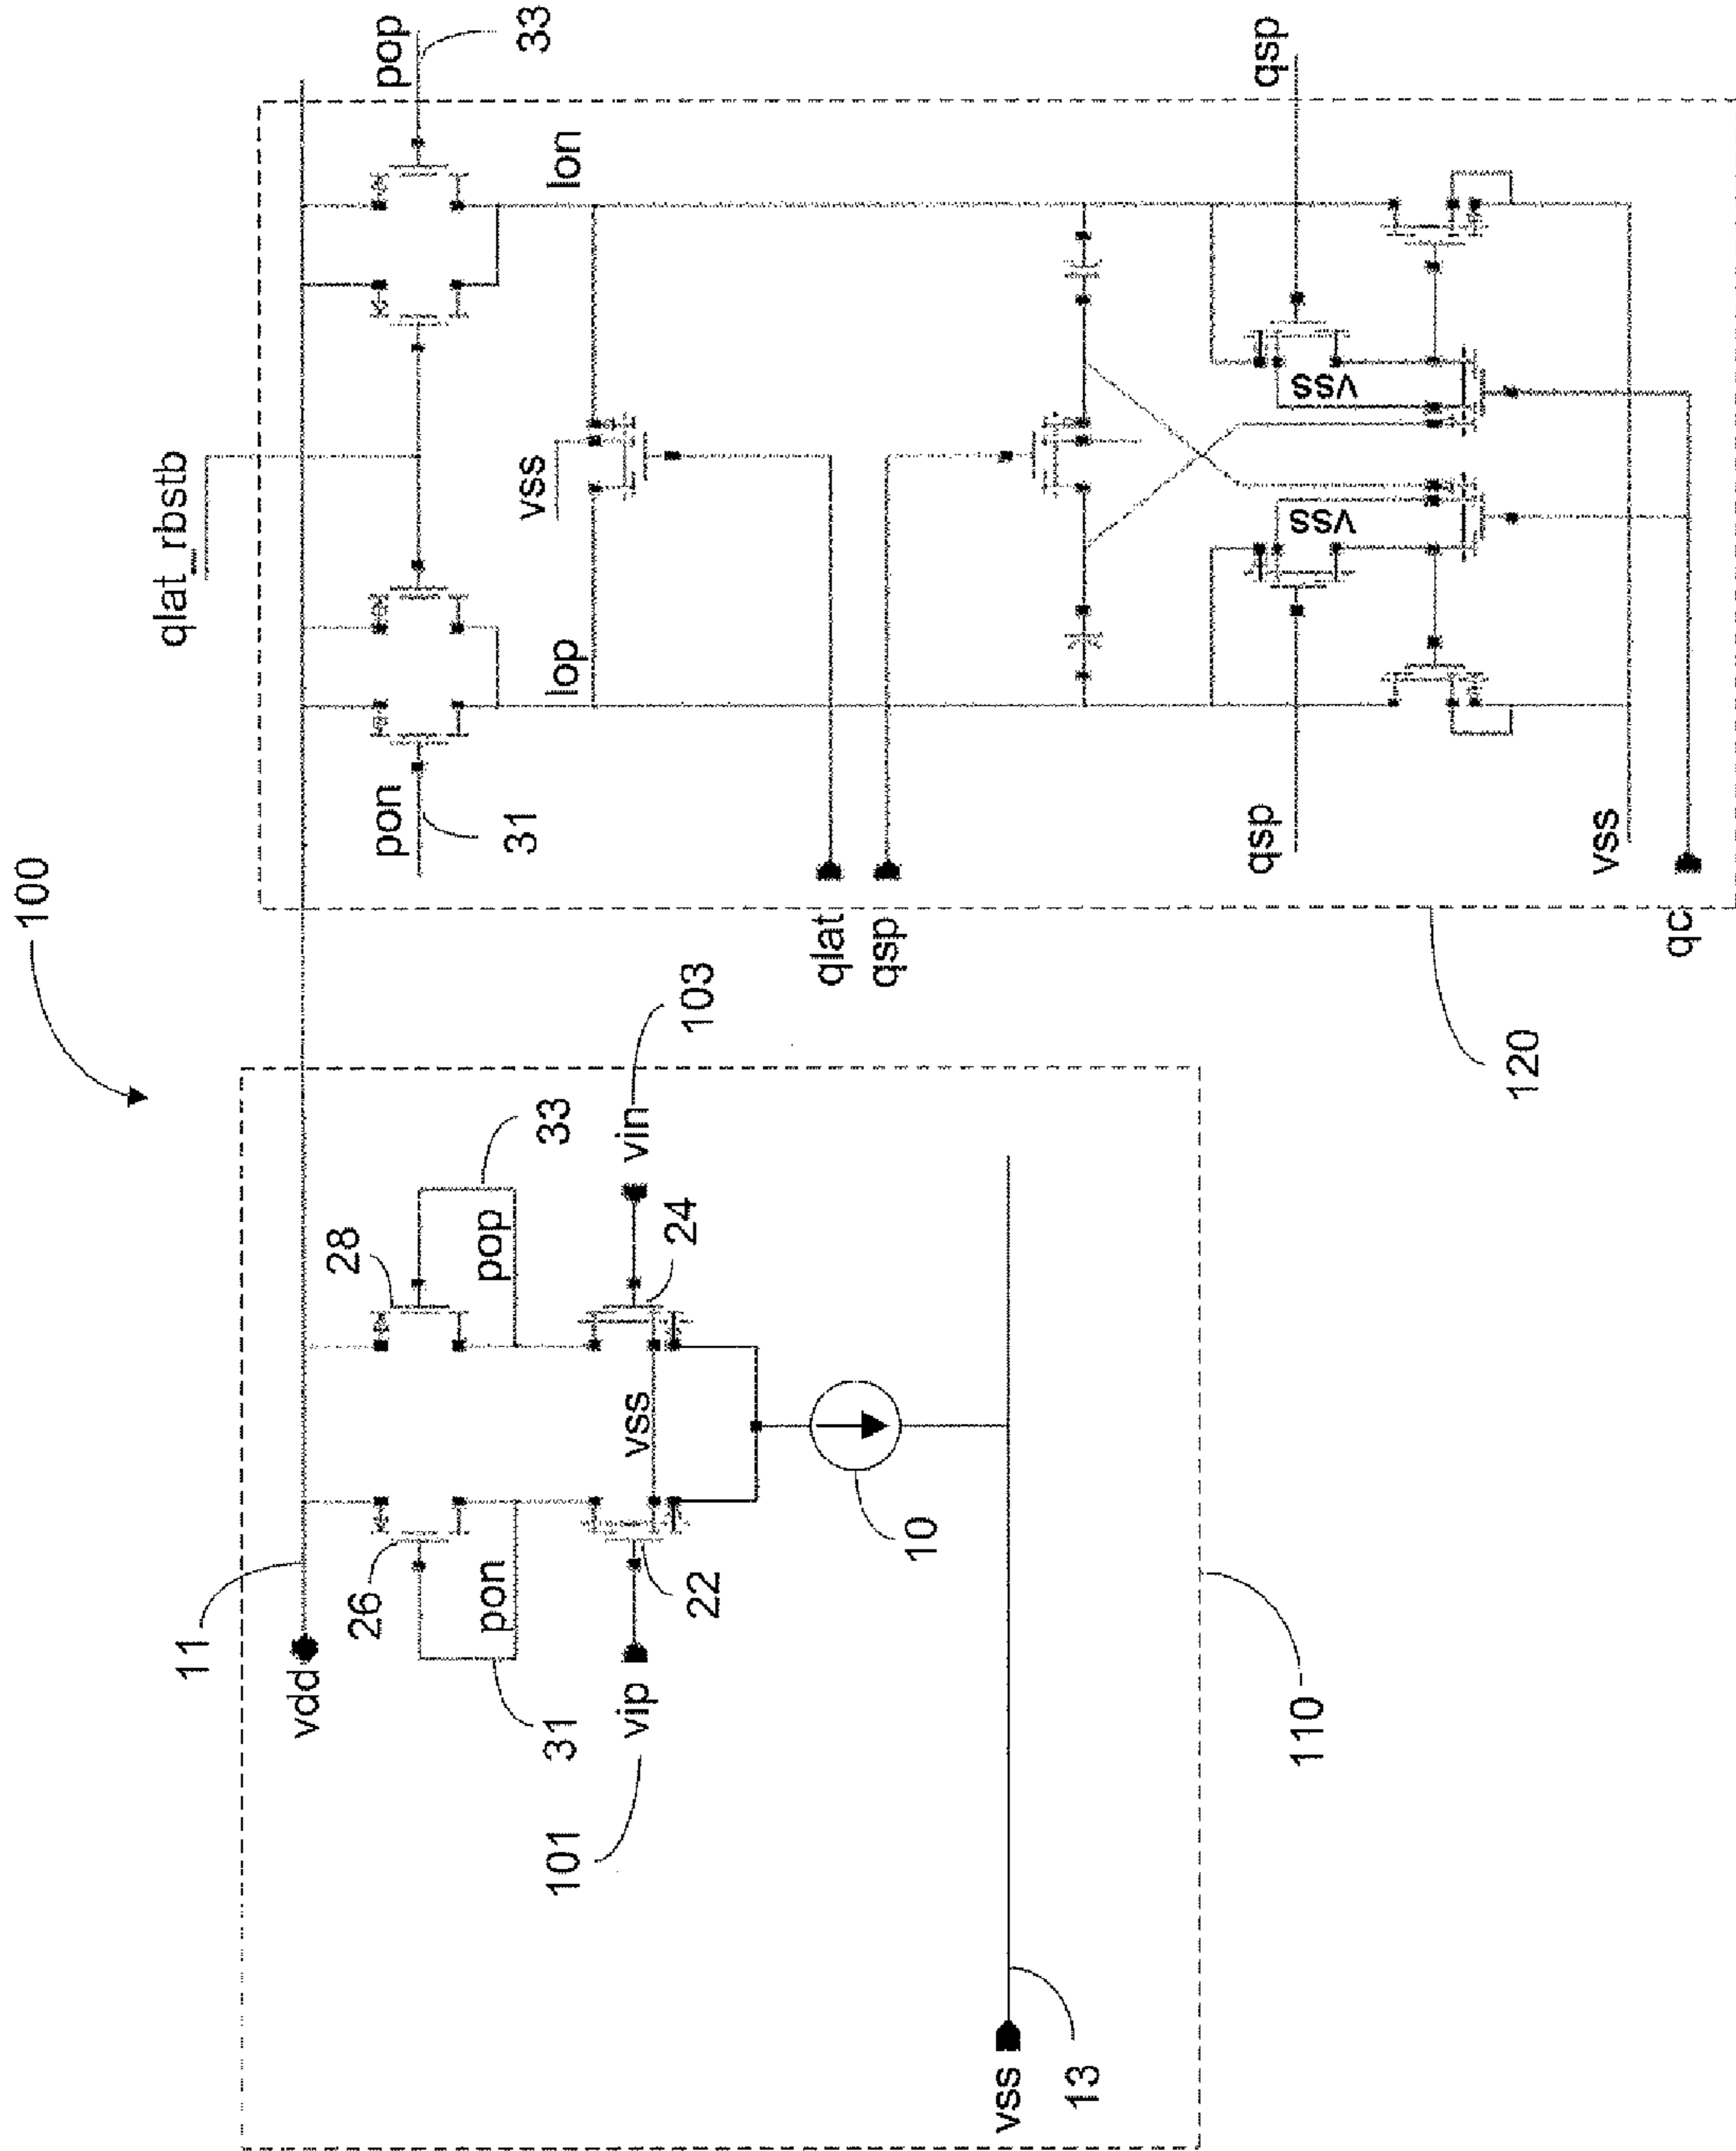 100
11
vdd
26
28
31
pon
pop
33
vip
101
22
vss
24
vin
103
10
vss
13
110
qlat_rbstb
pon
31
pop
33
lop
lon
vss
qlat
qsp
qsp
vss
vss
qsp
vss
qc
120